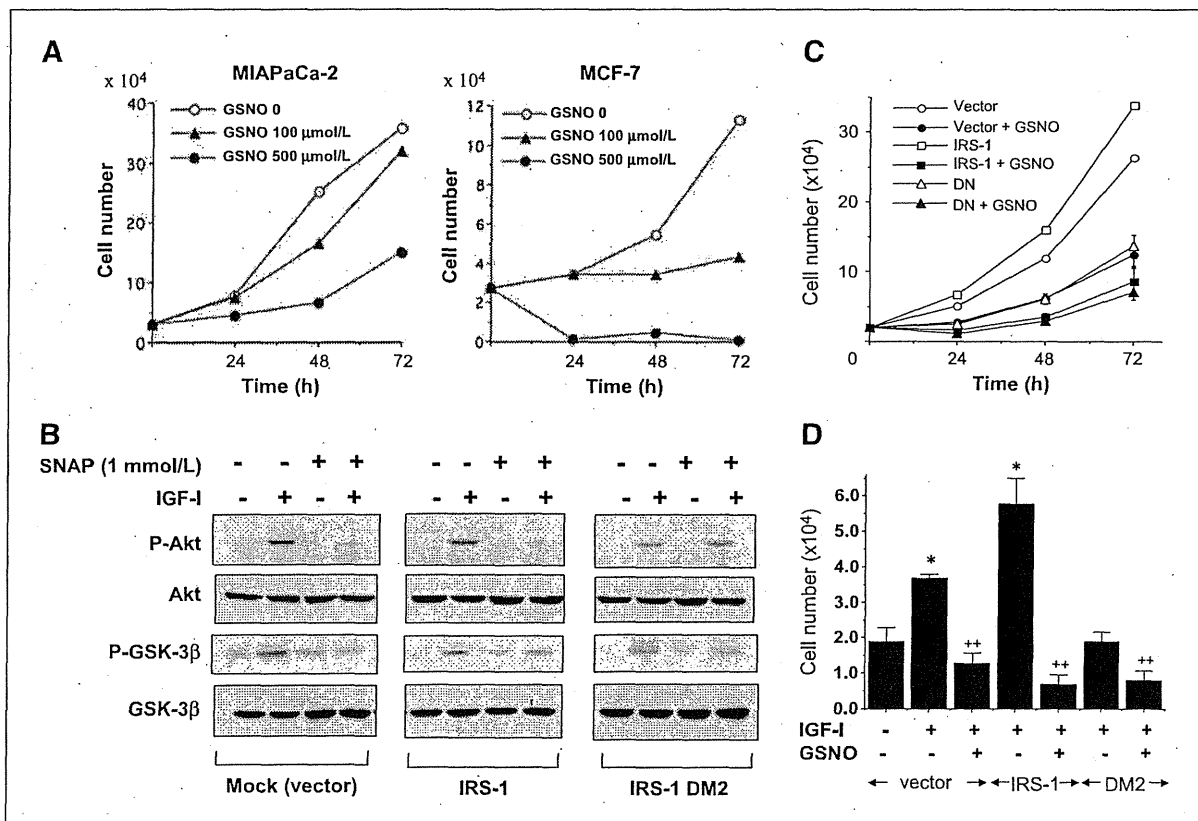 A
MIAPaCa-2
x 10⁴
Cell number
40
30
20
10
0
24
48
72
Time (h)
GSNO 0
GSNO 100 μmol/L
GSNO 500 μmol/L
MCF-7
x 10⁴
Cell number
12
10
8
6
4
2
0
24
48
72
Time (h)
GSNO 0
GSNO 100 μmol/L
GSNO 500 μmol/L
C
Cell number (x10⁴)
30
20
10
0
24
48
72
Time (h)
Vector
Vector + GSNO
IRS-1
IRS-1 + GSNO
DN
DN + GSNO
B
SNAP (1 mmol/L) - - + + - - + + - - + +
IGF-I - + - + - + - + - + - +
P-Akt
Akt
P-GSK-3β
GSK-3β
Mock (vector) IRS-1 IRS-1 DM2
D
Cell number (x10⁴)
6.0
4.0
2.0
1.0
0.0
*
++
*
++
++
IGF-I - + + + + + +
GSNO - - + - + - +
vector IRS-1 DM2